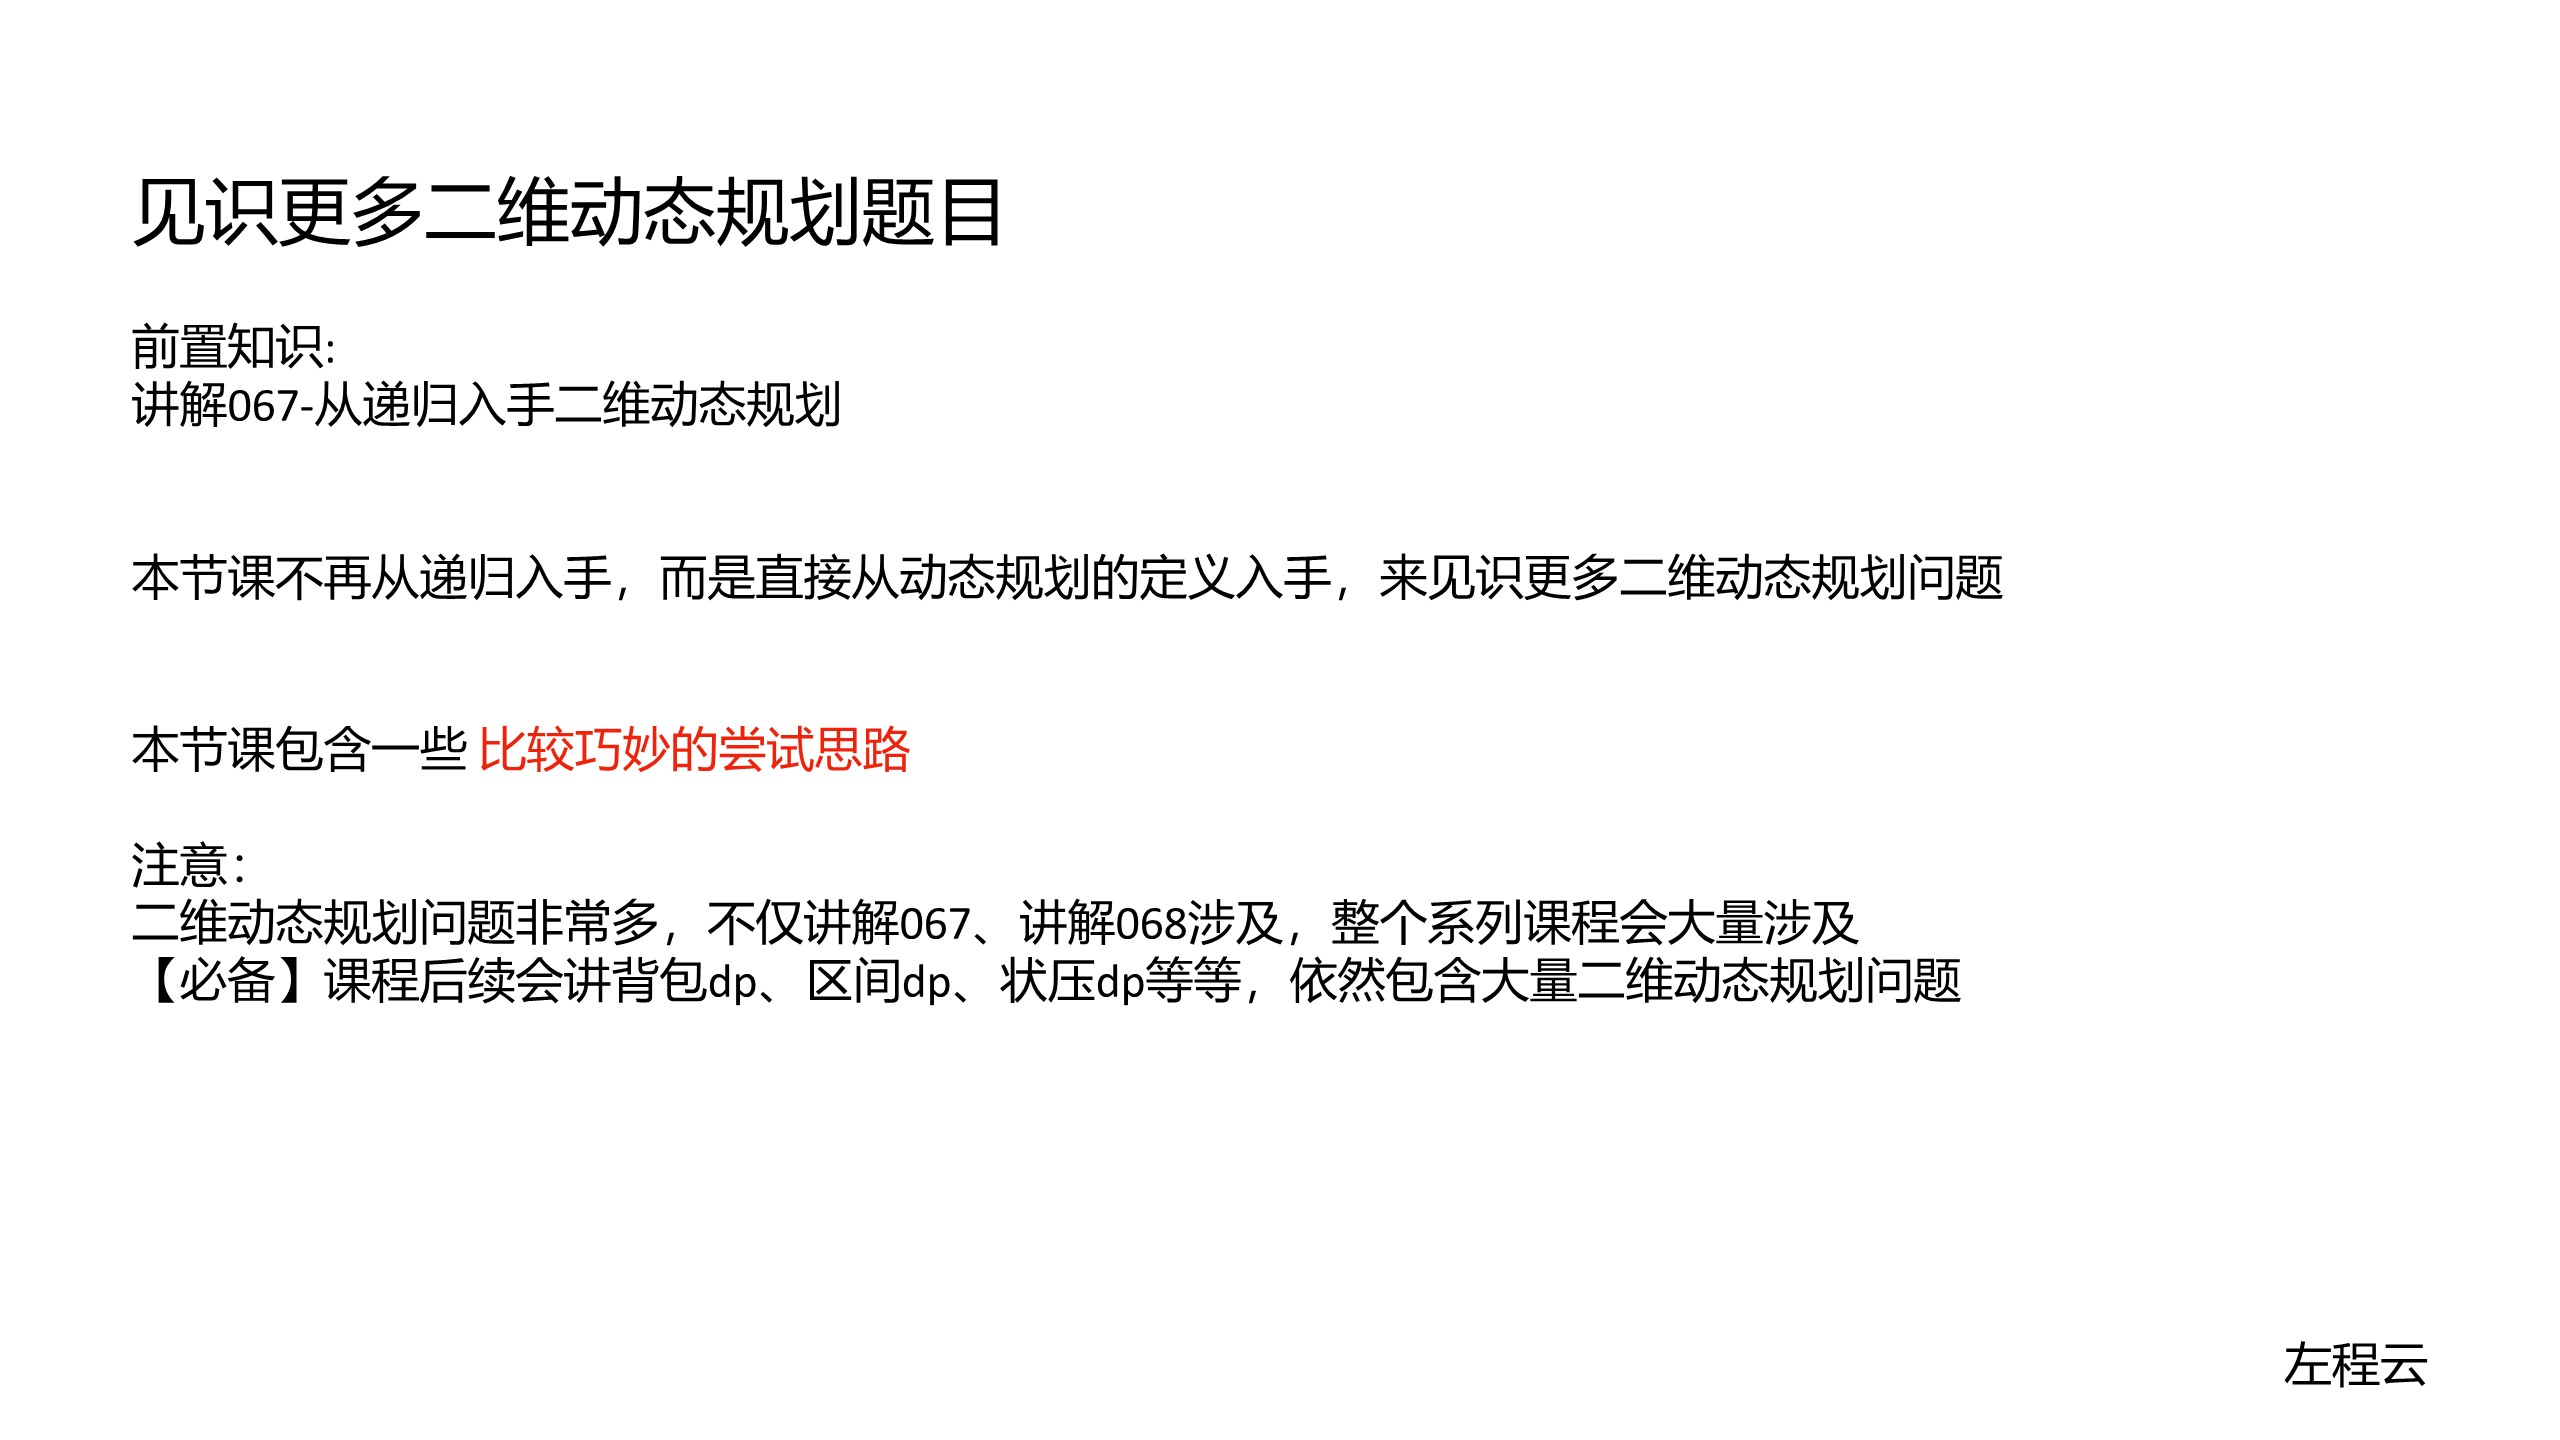 见识更多二维动态规划题目
前置知识:
讲解067-从递归入手二维动态规划
本节课不再从递归入手，而是直接从动态规划的定义入手，来见识更多二维动态规划问题
本节课包含一些 比较巧妙的尝试思路
注意：
二维动态规划问题非常多，不仅讲解067、讲解068涉及，整个系列课程会大量涉及
【必备】课程后续会讲背包dp、区间dp、状压dp等等，依然包含大量二维动态规划问题
左程云